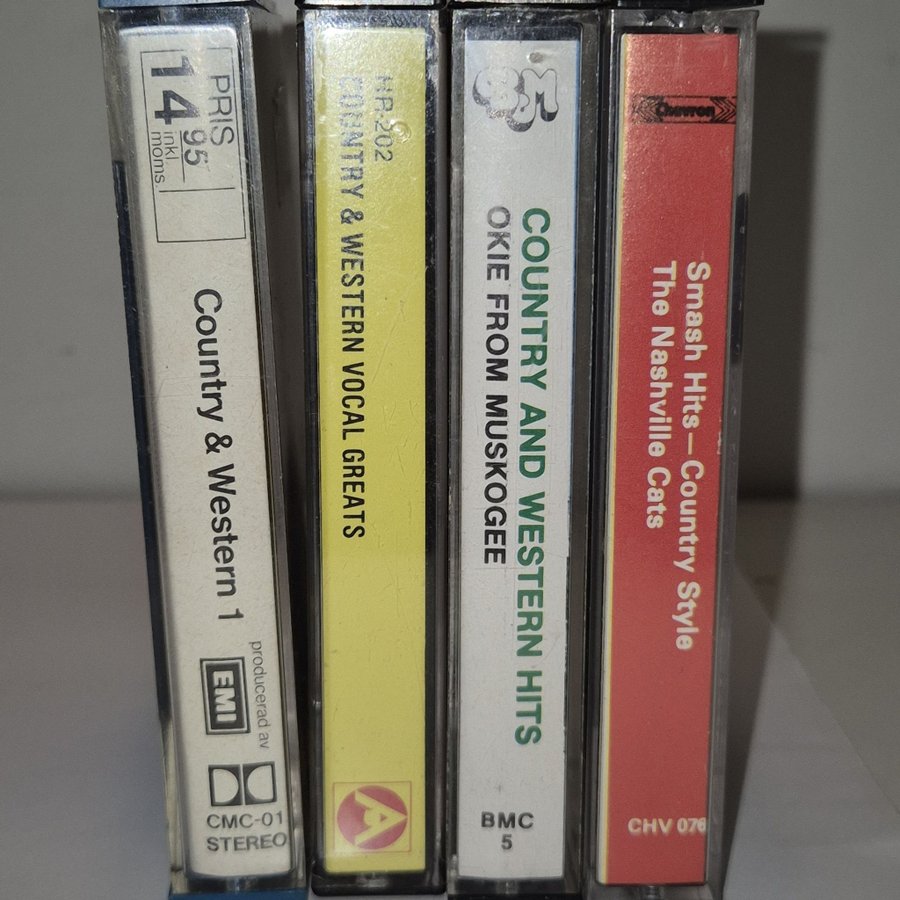 PRIS
14 95 inkl. moms.
Country & Western 1
producerad av
EMI
CMC-01
STEREO
HR-202
COUNTRY & WESTERN VOCAL GREATS
A
COUNTRY AND WESTERN HITS
OKIE FROM MUSKOGEE
BMC
5
Chevron
Smash Hits—Country Style
The Nashville Cats
CHV 076